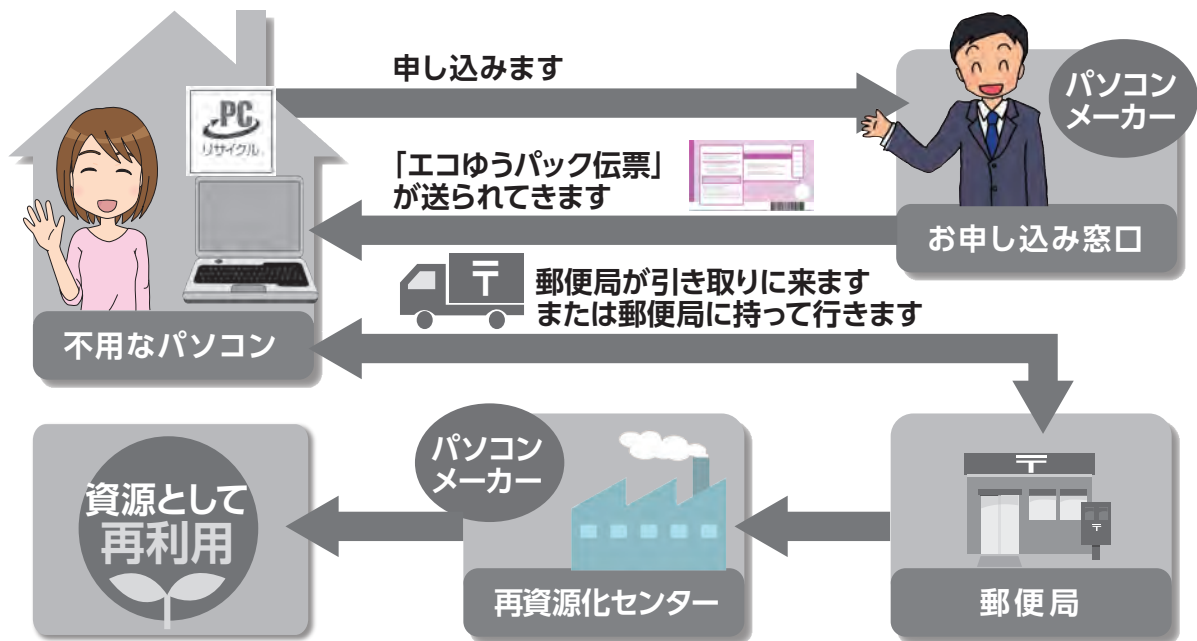 申し込みます
パソコン
メーカー
PC
リサイクル
「エコゆうパック伝票」
が送られてきます
お申し込み窓口
〒
郵便局が引き取りに来ます
または郵便局に持って行きます
不用なパソコン
パソコン
メーカー
〒
〒
資源として
再利用
再資源化センター
郵便局